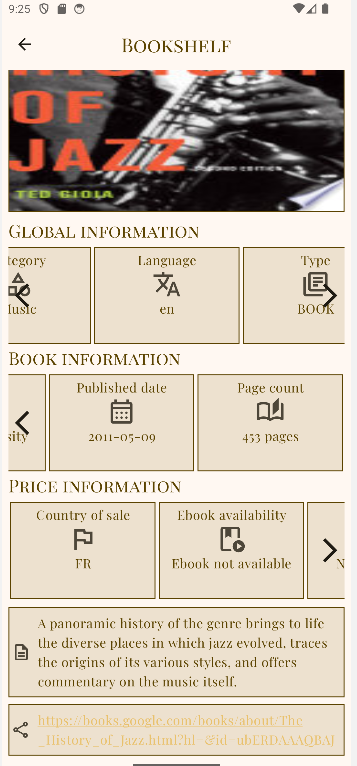 9:25
Bookshelf
HISTORY
OF
JAZZ
SECOND EDITION
TED GIOIA
Global information
tegory
Language
Type
Music
en
BOOK
Book information
Published date
Page count
sity
2011-05-09
453 pages
Price information
Country of sale
Ebook availability
FR
Ebook not available
N
A panoramic history of the genre brings to life
the diverse places in which jazz evolved, traces
the origins of its various styles, and offers
commentary on the music itself.
https://books.google.com/books/about/The
_History_of_Jazz.html?hl=&id=ubERDAAAQBAJ